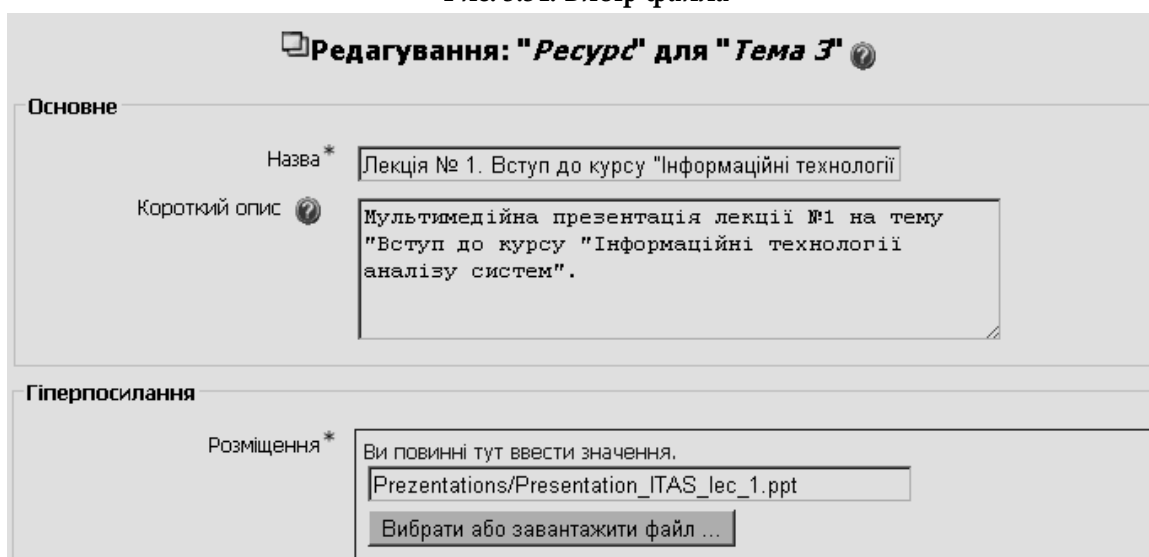 Редагування: "Ресурс" для "Тема 3"
Основне
Назва*
Лекція № 1. Вступ до курсу "Інформаційні технології
Короткий опис
Мультимедійна презентація лекції №1 на тему
"Вступ до курсу "Інформаційні технології
аналізу систем".
Гіперпосилання
Розміщення*
Ви повинні тут ввести значення.
Prezentations/Presentation_ITAS_lec_1.ppt
Вибрати або завантажити файл ...